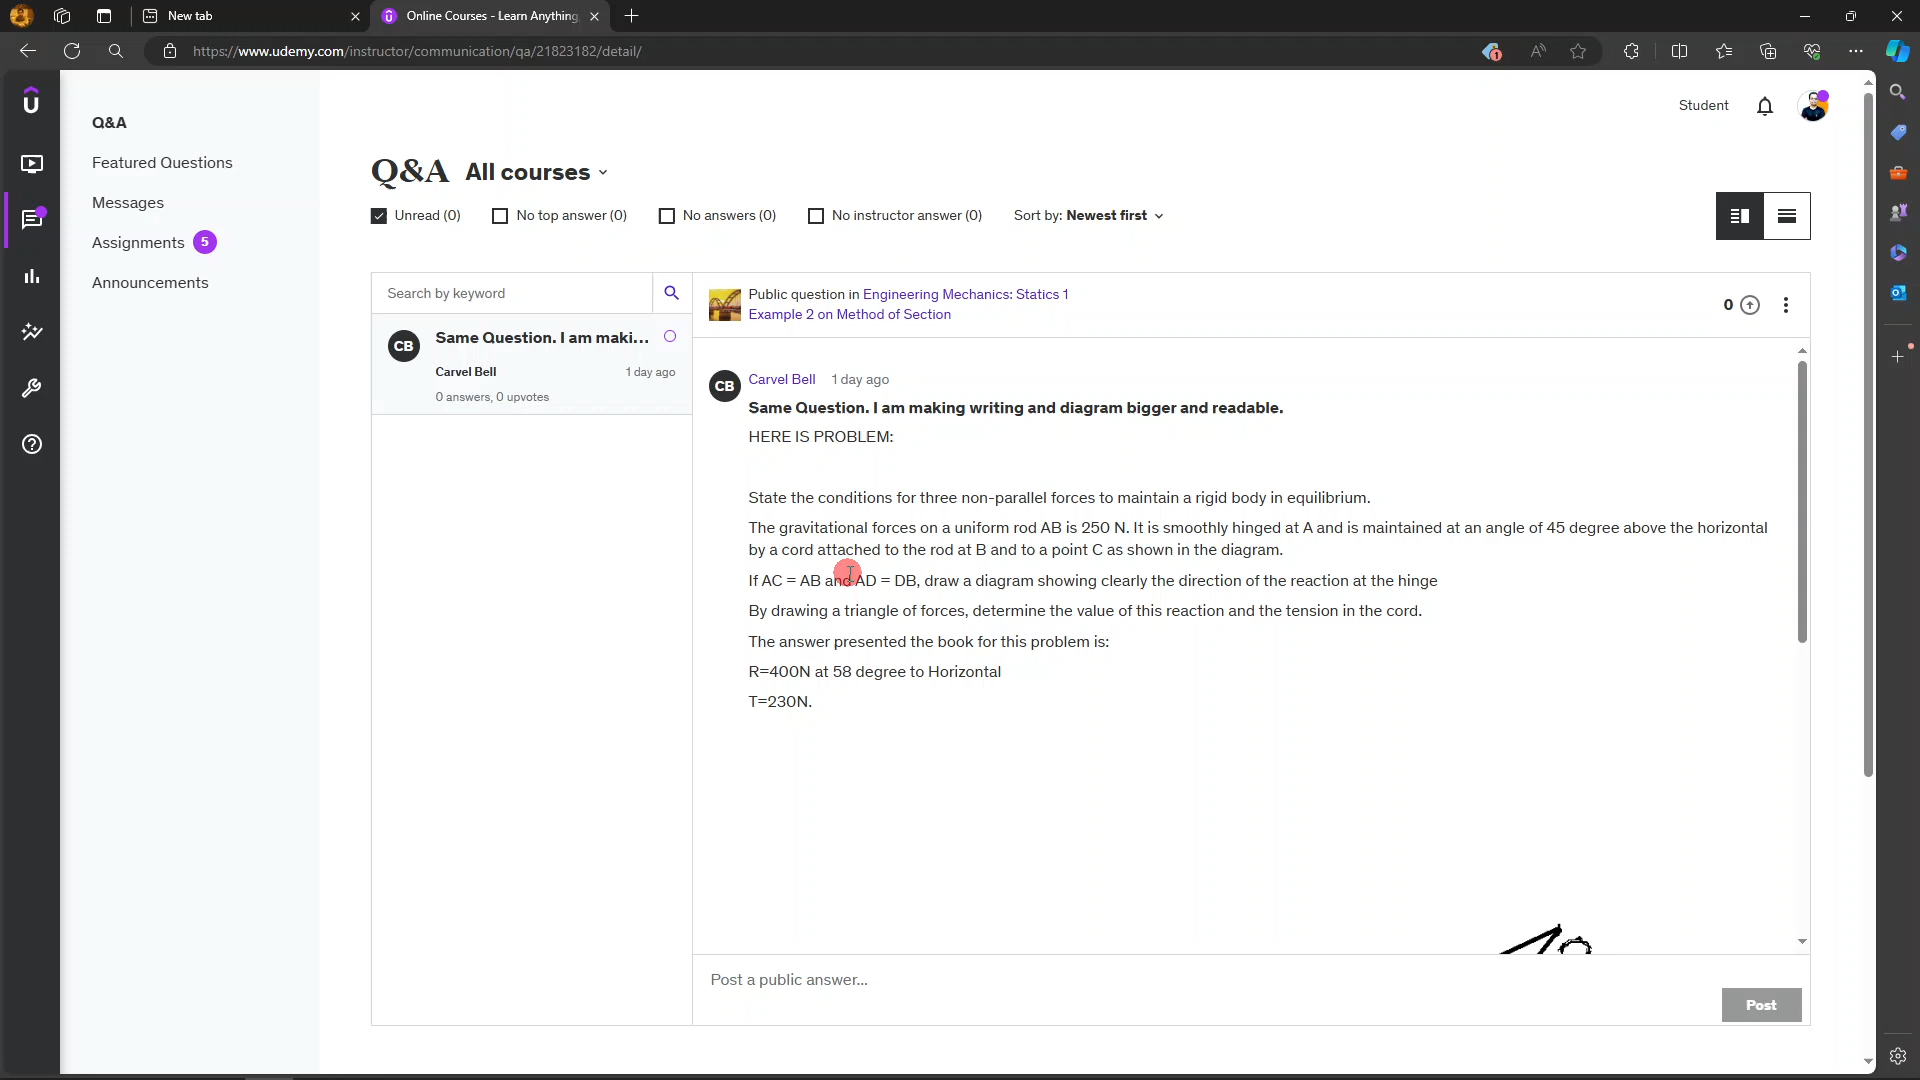 New tab
Online Courses - Learn Anything,
https://www.udemy.com/instructor/communication/qa/21823182/detail/
1
Q&A
Featured Questions
Messages
Assignments 5
Announcements
Student
Q&A All courses
Unread (0) No top answer (0) No answers (0) No instructor answer (0) Sort by: Newest first
Search by keyword
CB
Same Question. I am maki...
Carvel Bell 1 day ago
0 answers, 0 upvotes
Public question in Engineering Mechanics: Statics 1
Example 2 on Method of Section
0
CB
Carvel Bell 1 day ago
Same Question. I am making writing and diagram bigger and readable.
HERE IS PROBLEM:
State the conditions for three non-parallel forces to maintain a rigid body in equilibrium.
The gravitational forces on a uniform rod AB is 250 N. It is smoothly hinged at A and is maintained at an angle of 45 degree above the horizontal
by a cord attached to the rod at B and to a point C as shown in the diagram.
If AC = AB and AD = DB, draw a diagram showing clearly the direction of the reaction at the hinge
By drawing a triangle of forces, determine the value of this reaction and the tension in the cord.
The answer presented the book for this problem is:
R=400N at 58 degree to Horizontal
T=230N.
Post a public answer...
Post